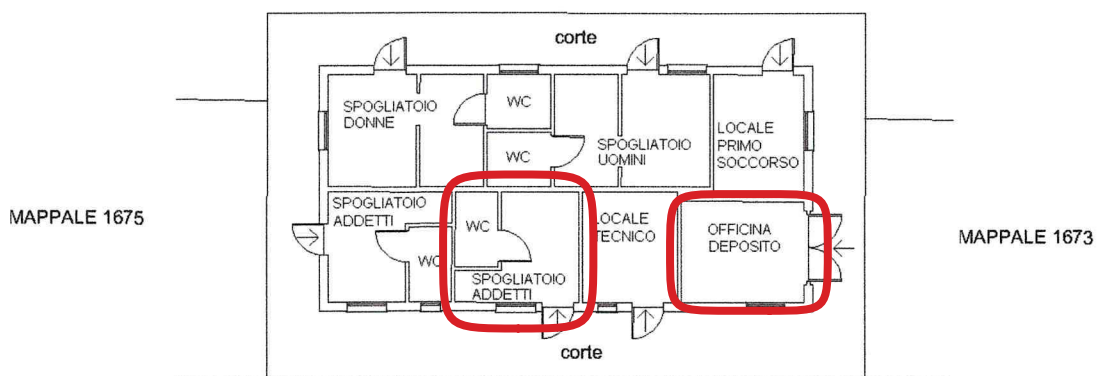 corte
SPOGLIATOIO
DONNE
WC
WC
SPOGLIATOIO
UOMINI
LOCALE
PRIMO
SOCCORSO
MAPPALE 1675
SPOGLIATOIO
ADDETTI
WC
WC
SPOGLIATOIO
ADDETTI
LOCALE
TECNICO
OFFICINA
DEPOSITO
MAPPALE 1673
corte